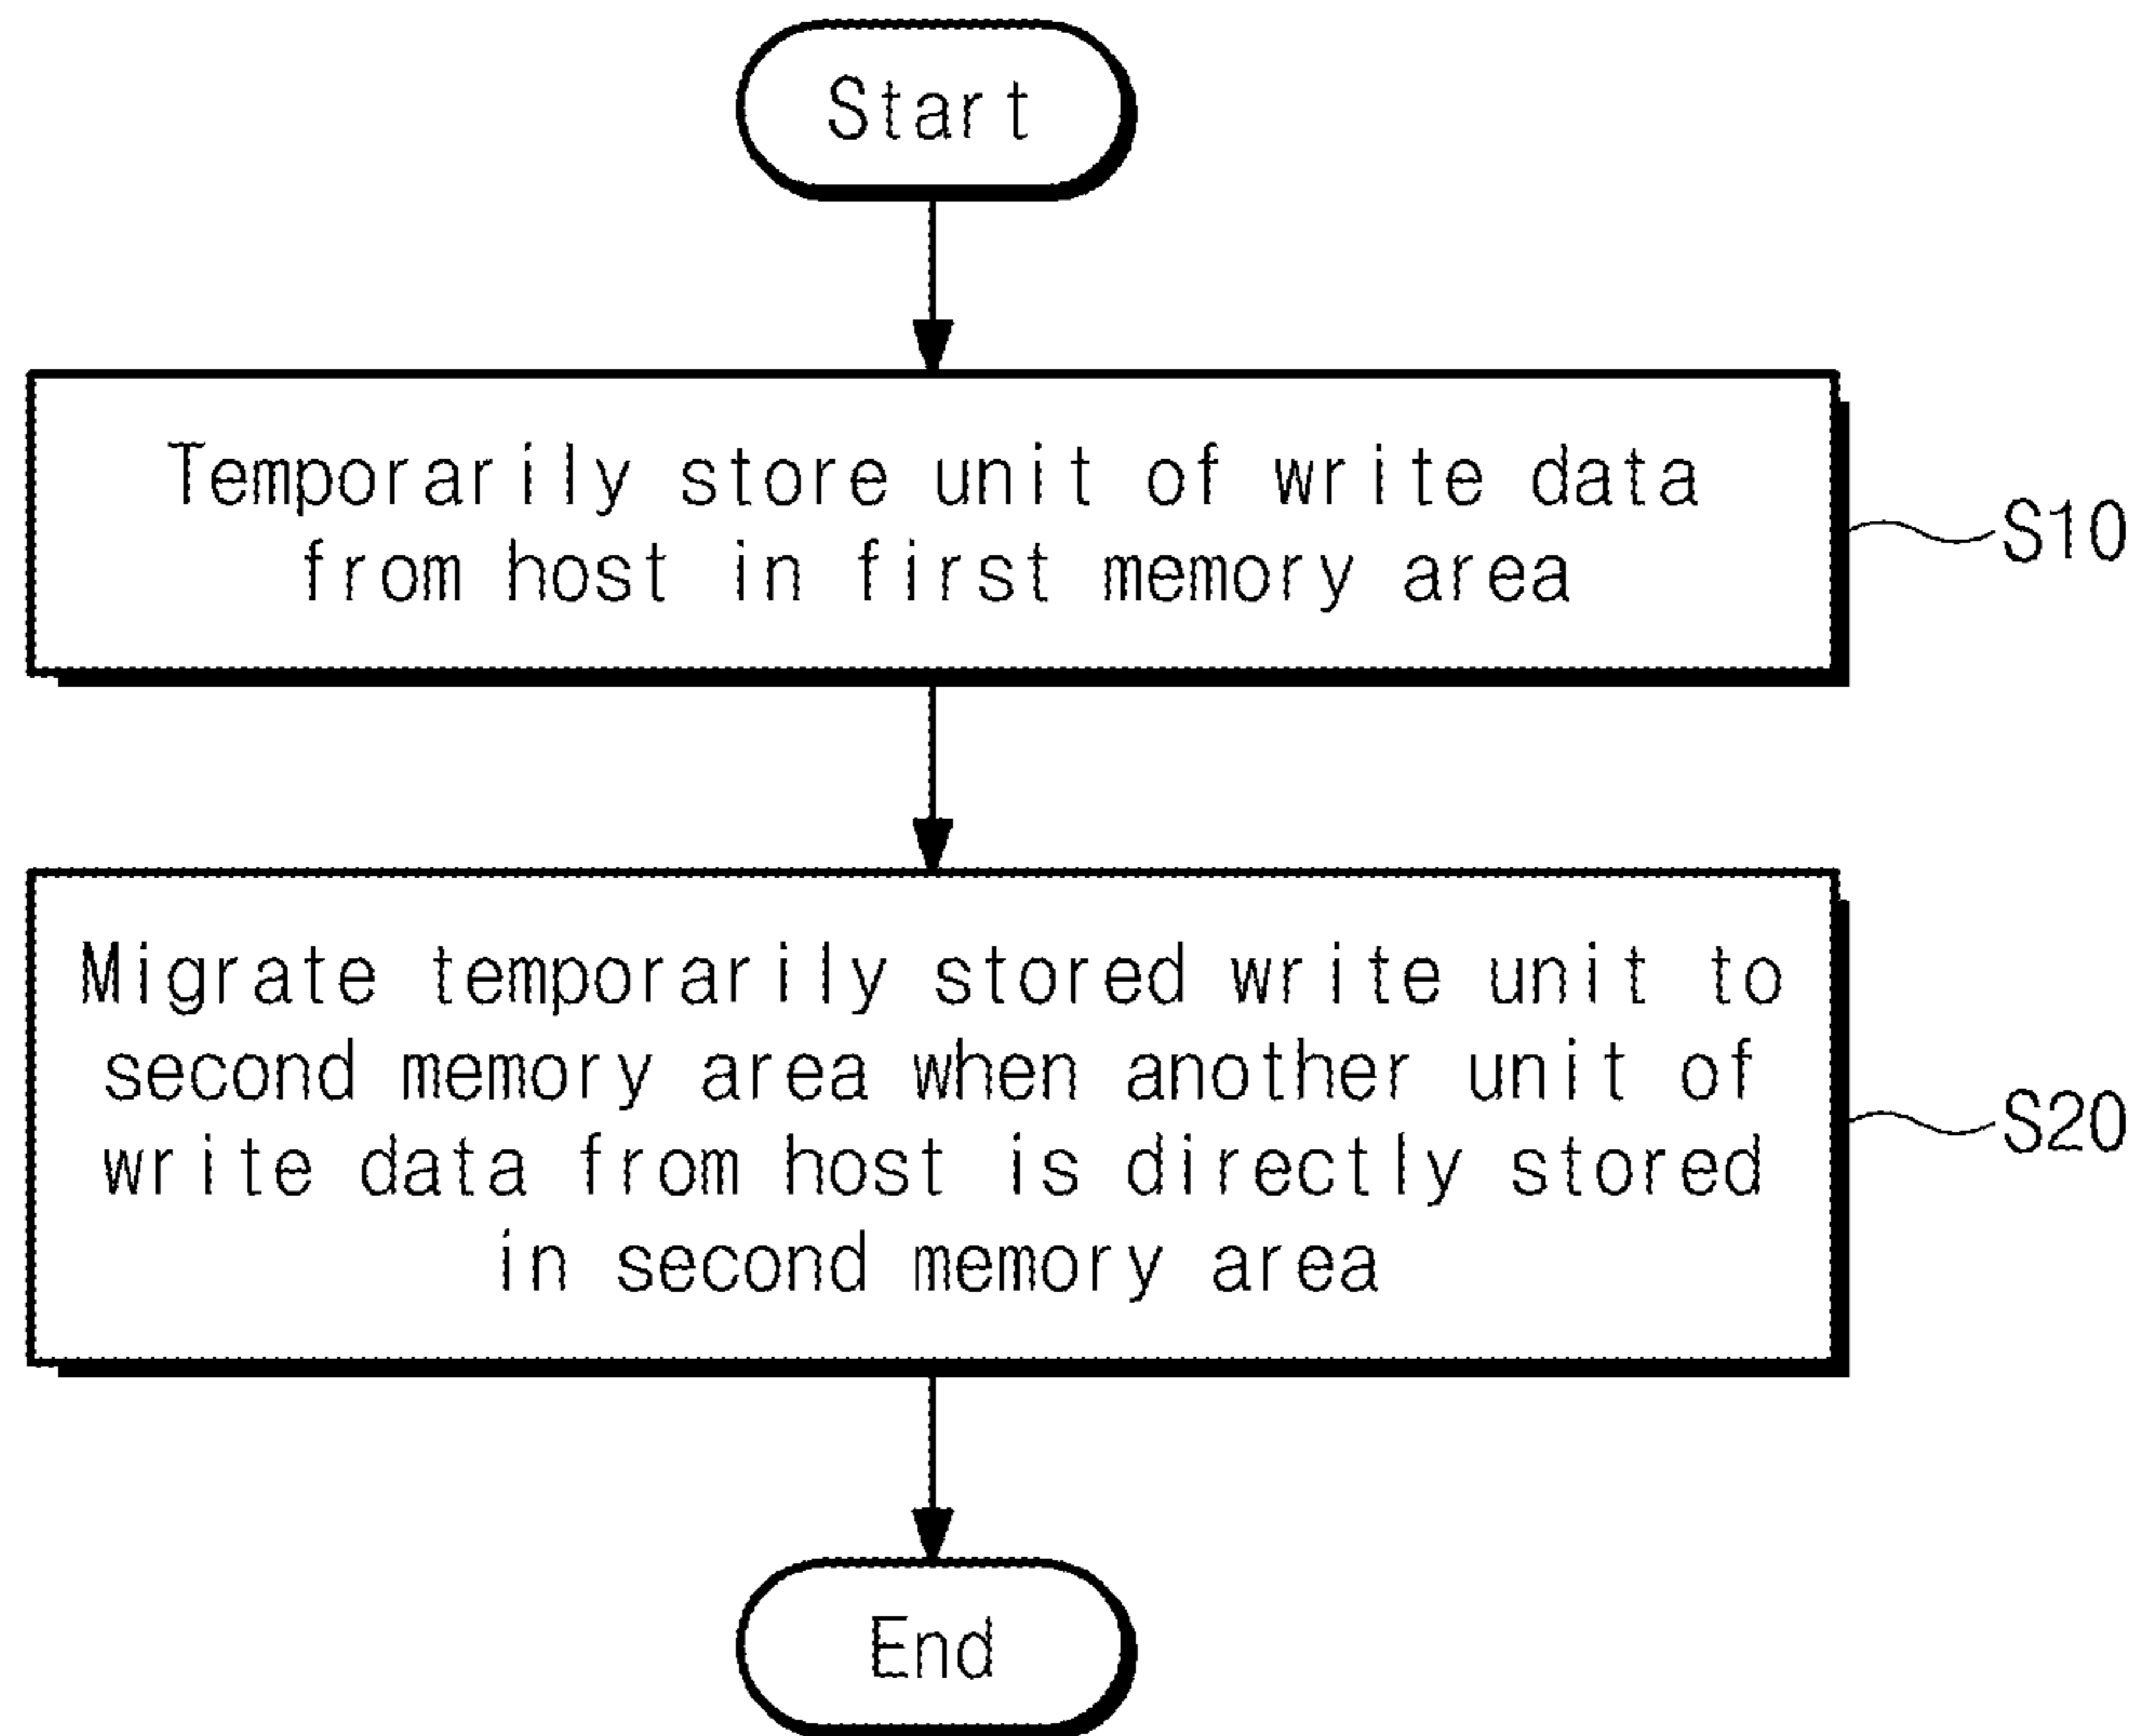 Start
Temporarily store unit of write data
from host in first memory area
S10
Migrate temporarily stored write unit to
second memory area when another unit of
write data from host is directly stored
in second memory area
S20
End